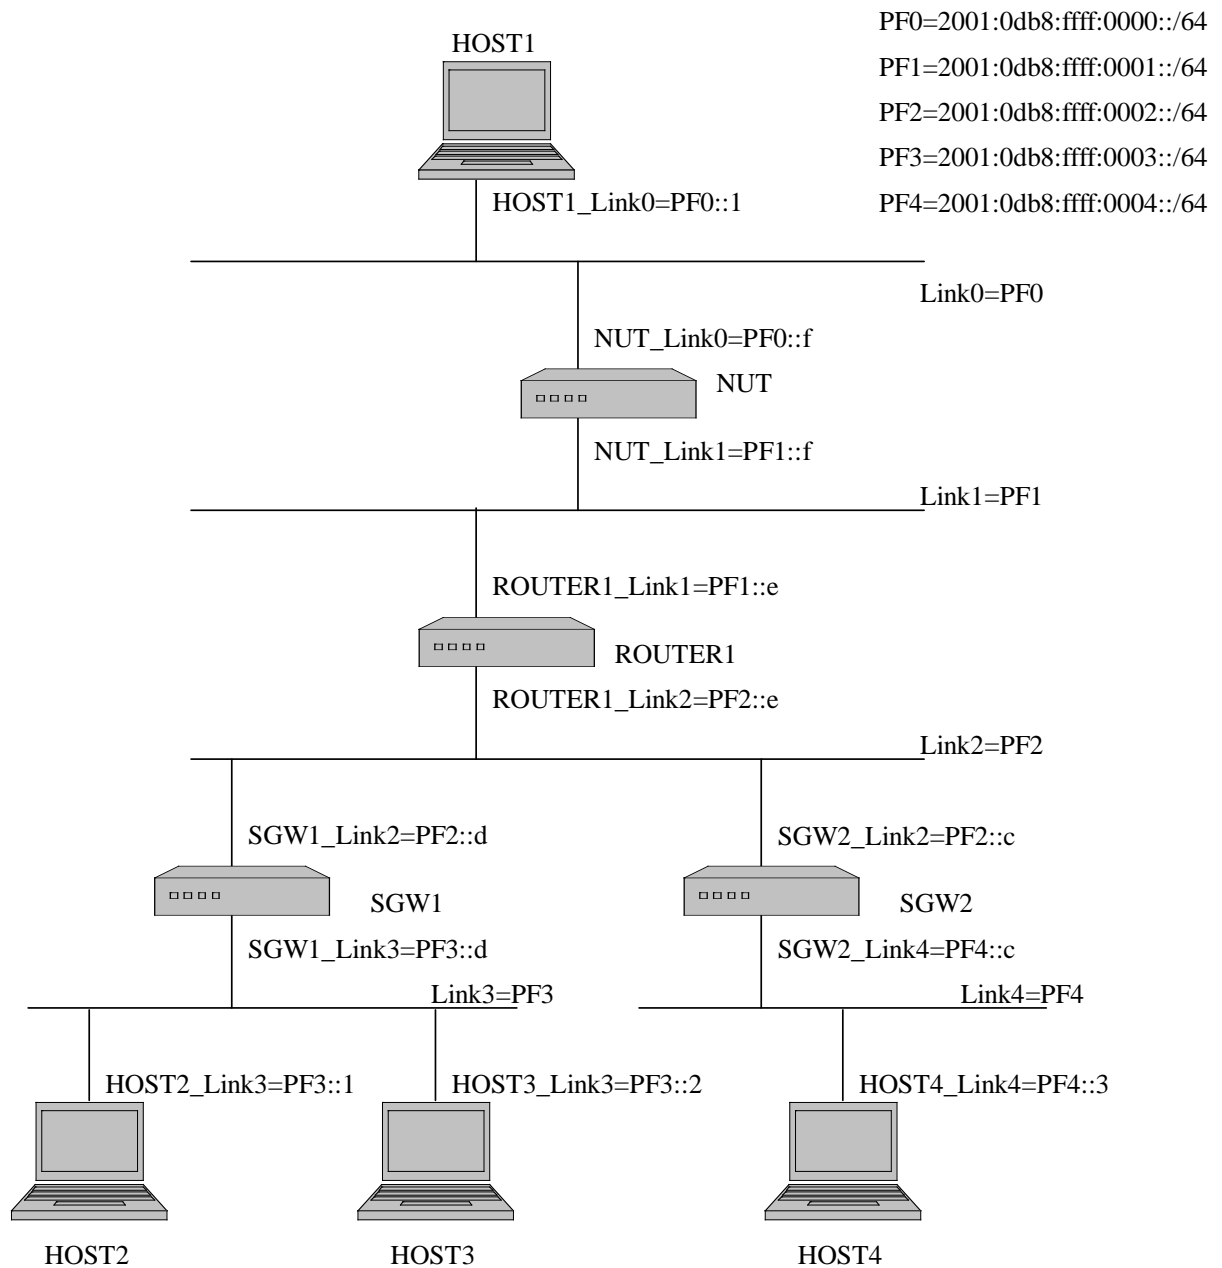 PF0=2001:0db8:ffff:0000::/64
PF1=2001:0db8:ffff:0001::/64
PF2=2001:0db8:ffff:0002::/64
PF3=2001:0db8:ffff:0003::/64
PF4=2001:0db8:ffff:0004::/64
HOST1
HOST1_Link0=PF0::1
Link0=PF0
NUT_Link0=PF0::f
NUT
NUT_Link1=PF1::f
Link1=PF1
ROUTER1_Link1=PF1::e
ROUTER1
ROUTER1_Link2=PF2::e
Link2=PF2
SGW1_Link2=PF2::d
SGW2_Link2=PF2::c
SGW1
SGW2
SGW1_Link3=PF3::d
SGW2_Link4=PF4::c
Link3=PF3
Link4=PF4
HOST2_Link3=PF3::1
HOST3_Link3=PF3::2
HOST4_Link4=PF4::3
HOST2
HOST3
HOST4